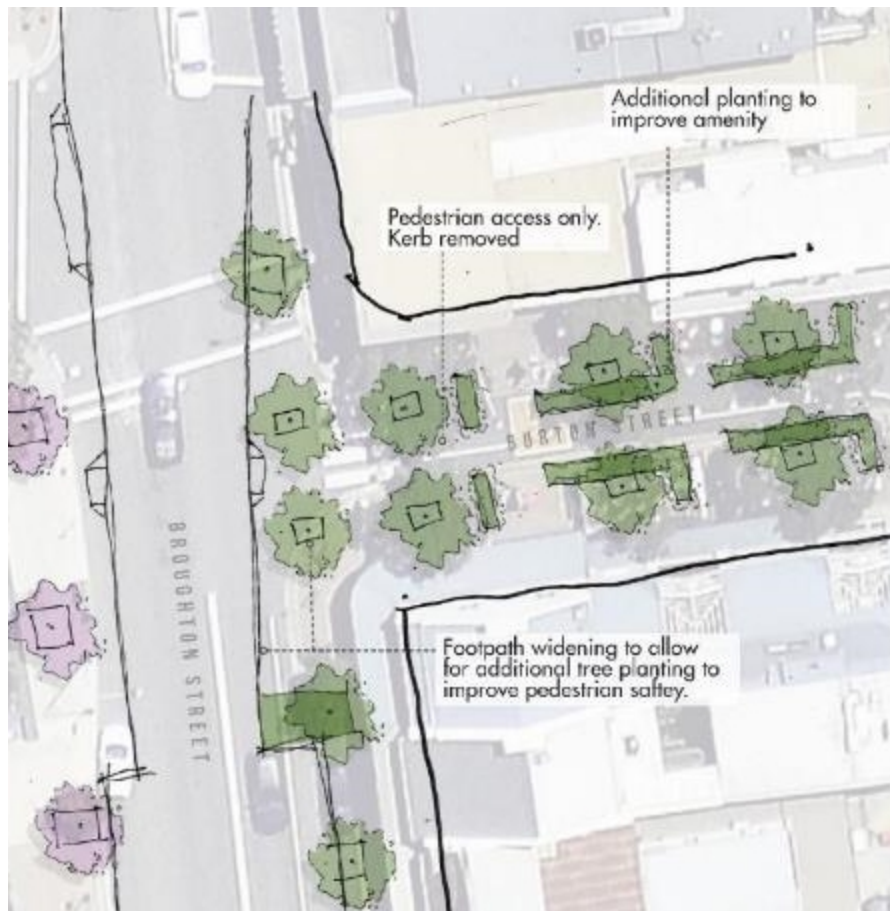 Additional planting to
improve amenity
Pedestrian access only.
Kerb removed
BURTON STREET
BROUGHTON STREET
Footpath widening to allow
for additional tree planting to
improve pedestrian saftey.